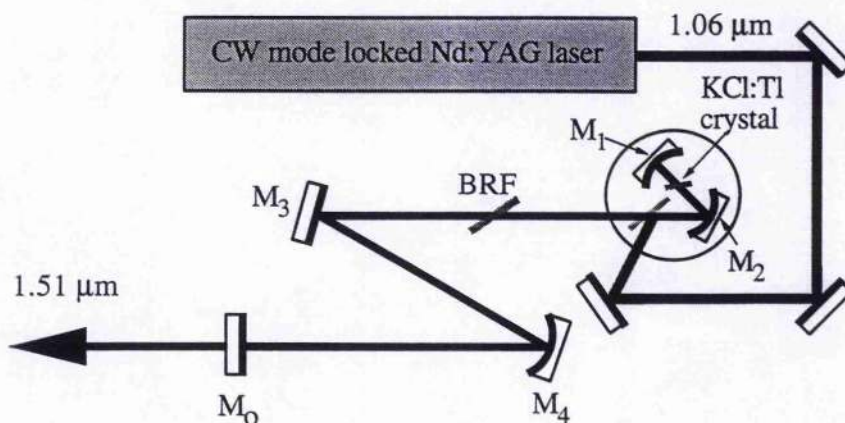 CW mode locked Nd:YAG laser
1.06 μm
KCl:Tl
crystal
M1
BRF
M3
M2
1.51 μm
Mo
M4